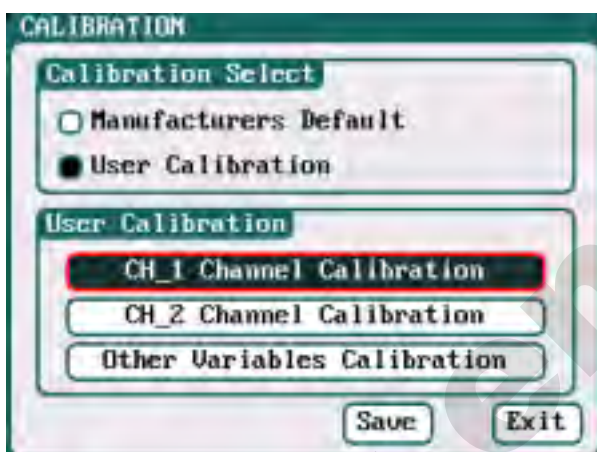 CALIBRATION
Calibration Select
Manufacturers Default
User Calibration
User Calibration
CH_1 Channel Calibration
CH_2 Channel Calibration
Other Variables Calibration
Save Exit